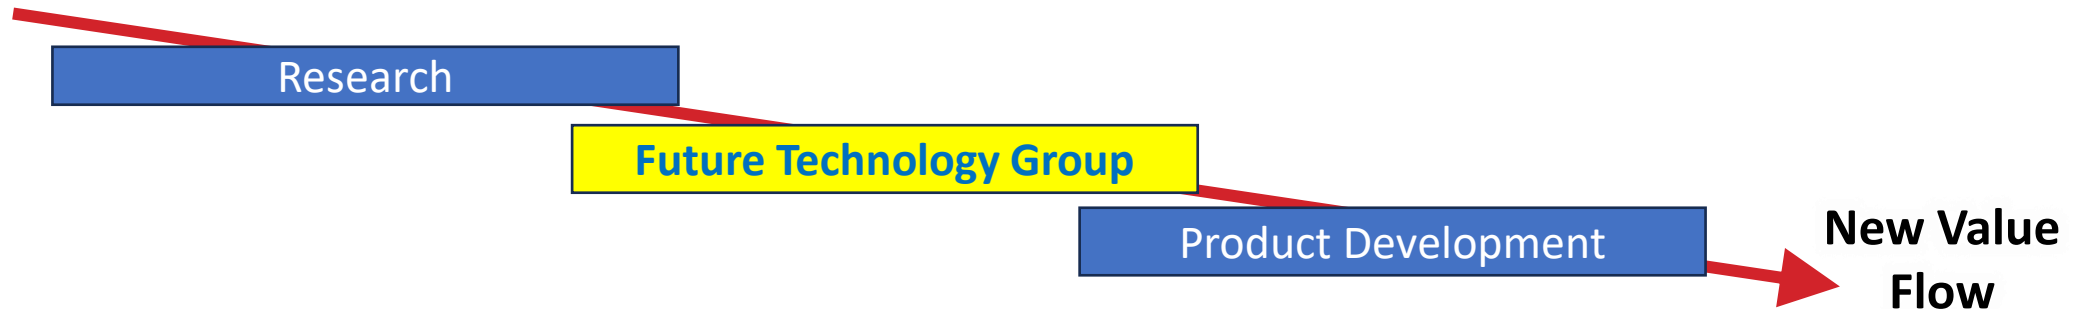 Research
Future Technology Group
Product Development
New Value
Flow